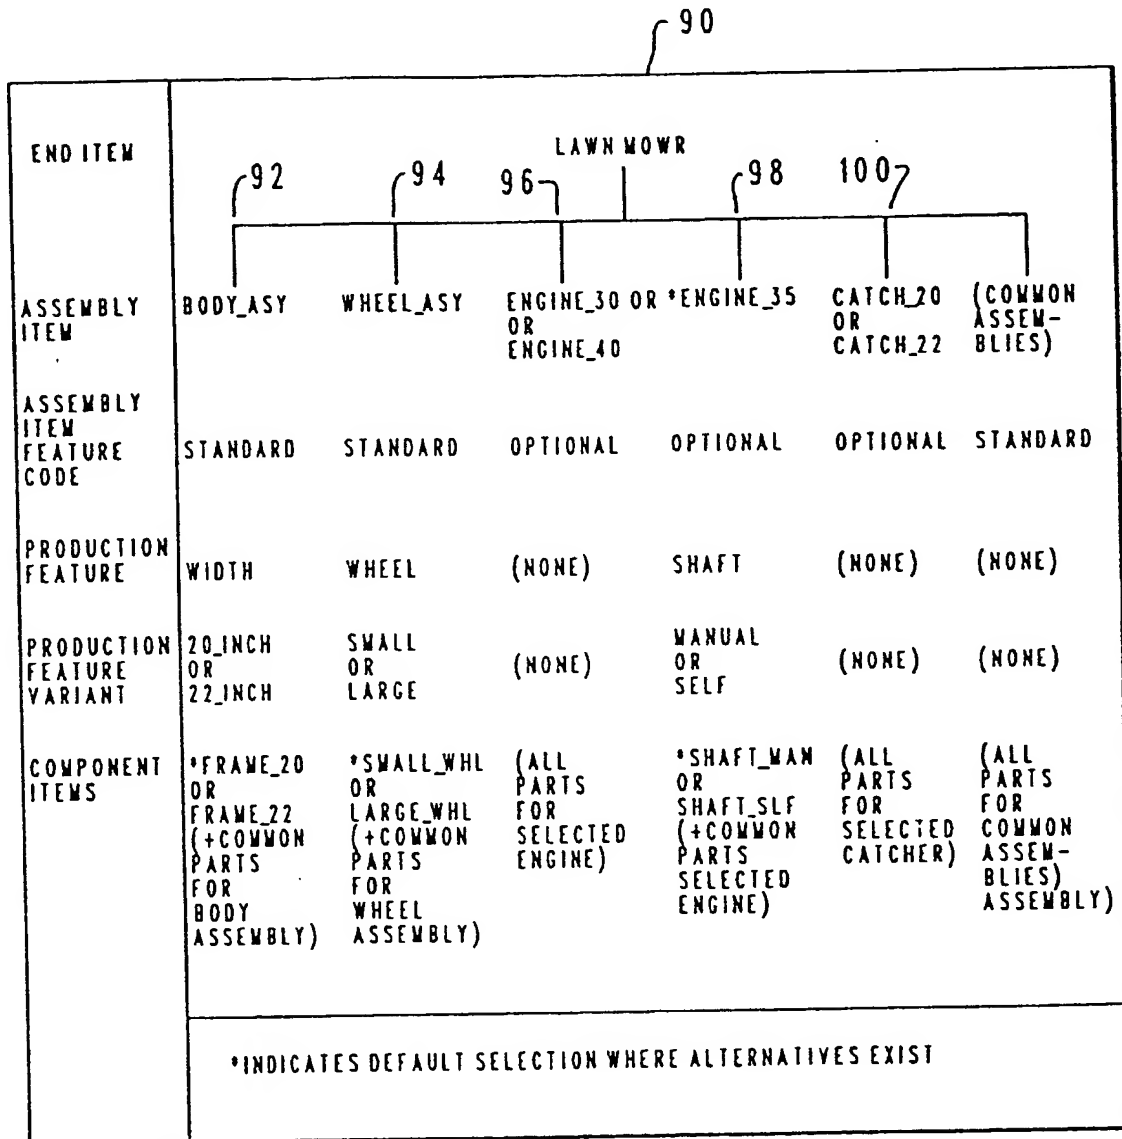 90
END ITEM
LAWN MOWR
92 94 96 98 100
ASSEMBLY BODY_ASY WHEEL_ASY ENGINE_30 OR *ENGINE_35 CATCH_20 (COMMON
ITEM OR OR ASSEM-
ENGINE_40 CATCH_22 BLIES)
ASSEMBLY
ITEM
FEATURE STANDARD STANDARD OPTIONAL OPTIONAL OPTIONAL STANDARD
CODE
PRODUCTION
FEATURE WIDTH WHEEL (NONE) SHAFT (NONE) (NONE)
PRODUCTION 20_INCH SMALL MANUAL
FEATURE OR OR (NONE) OR (NONE) (NONE)
VARIANT 22_INCH LARGE SELF
COMPONENT *FRAME_20 *SMALL_WHL (ALL *SHAFT_MAN (ALL (ALL
ITEMS OR OR PARTS OR PARTS PARTS
FRAME_22 LARGE_WHL FOR SHAFT_SLF FOR FOR
(+COMMON (+COMMON SELECTED (+COMMON SELECTED COMMON
PARTS PARTS ENGINE) PARTS CATCHER) ASSEM-
FOR FOR SELECTED BLIES)
BODY WHEEL ENGINE) ASSEMBLY)
ASSEMBLY) ASSEMBLY)
*INDICATES DEFAULT SELECTION WHERE ALTERNATIVES EXIST